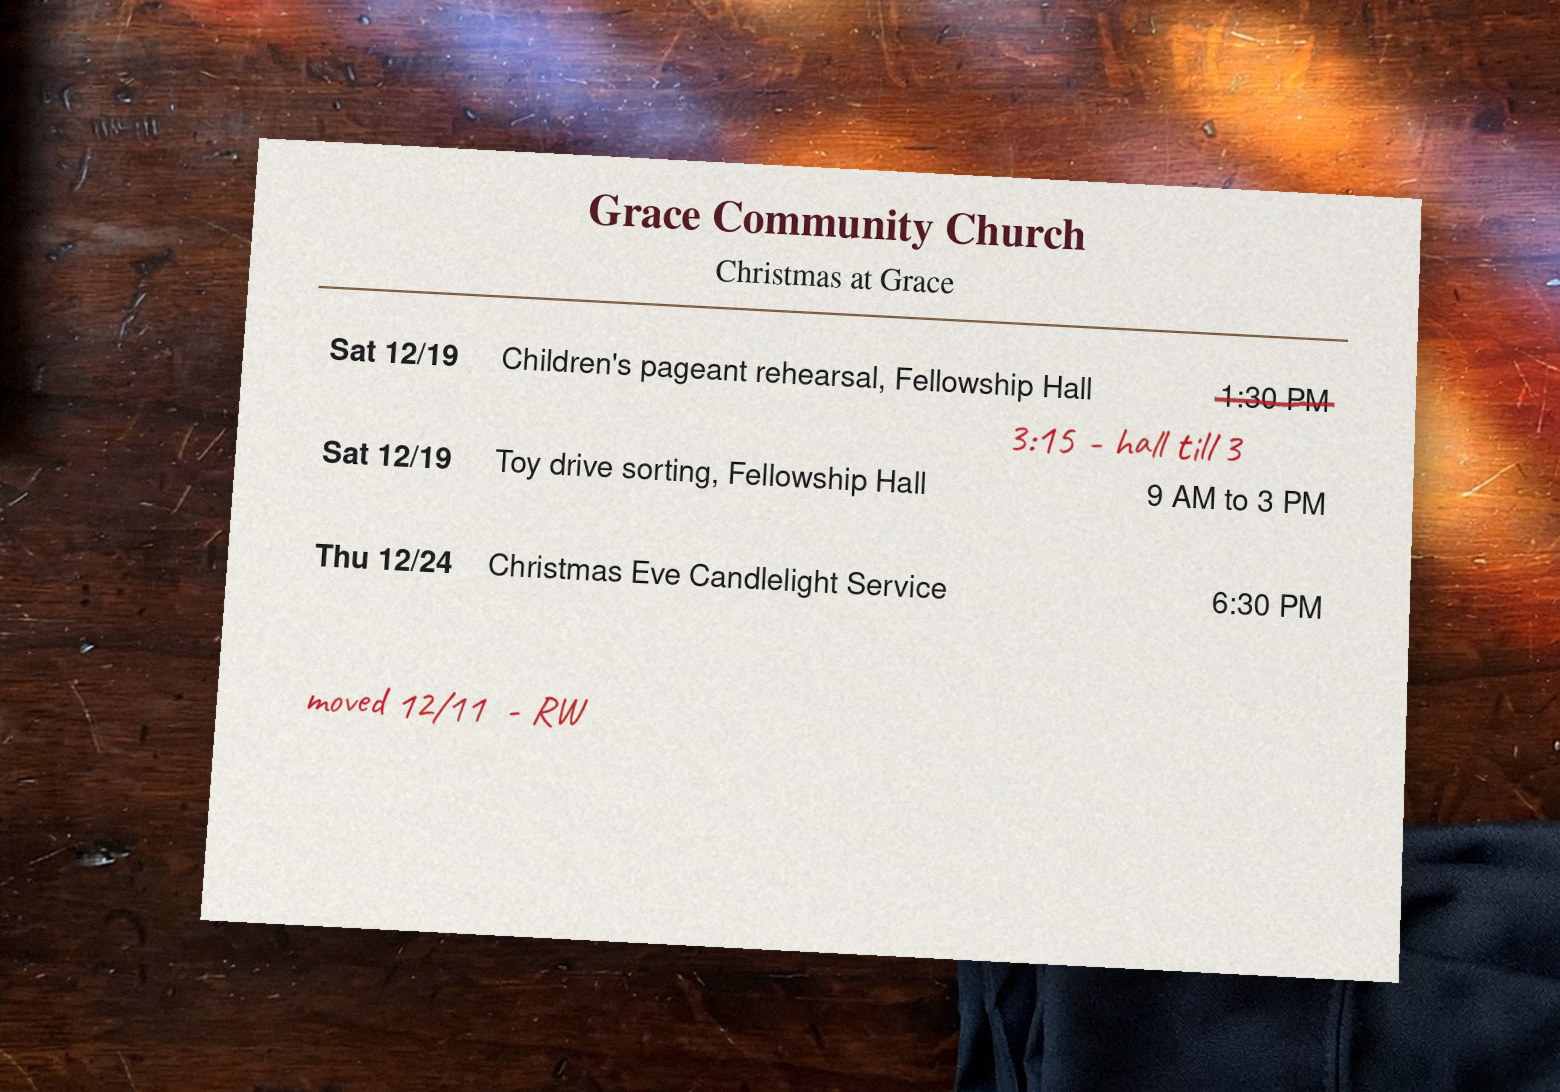 Grace Community Church
Christmas at Grace
Sat 12/19 Children's pageant rehearsal, Fellowship Hall 1:30 PM
3:15 - hall till 3
Sat 12/19 Toy drive sorting, Fellowship Hall 9 AM to 3 PM
Thu 12/24 Christmas Eve Candlelight Service 6:30 PM
moved 12/11 - RW